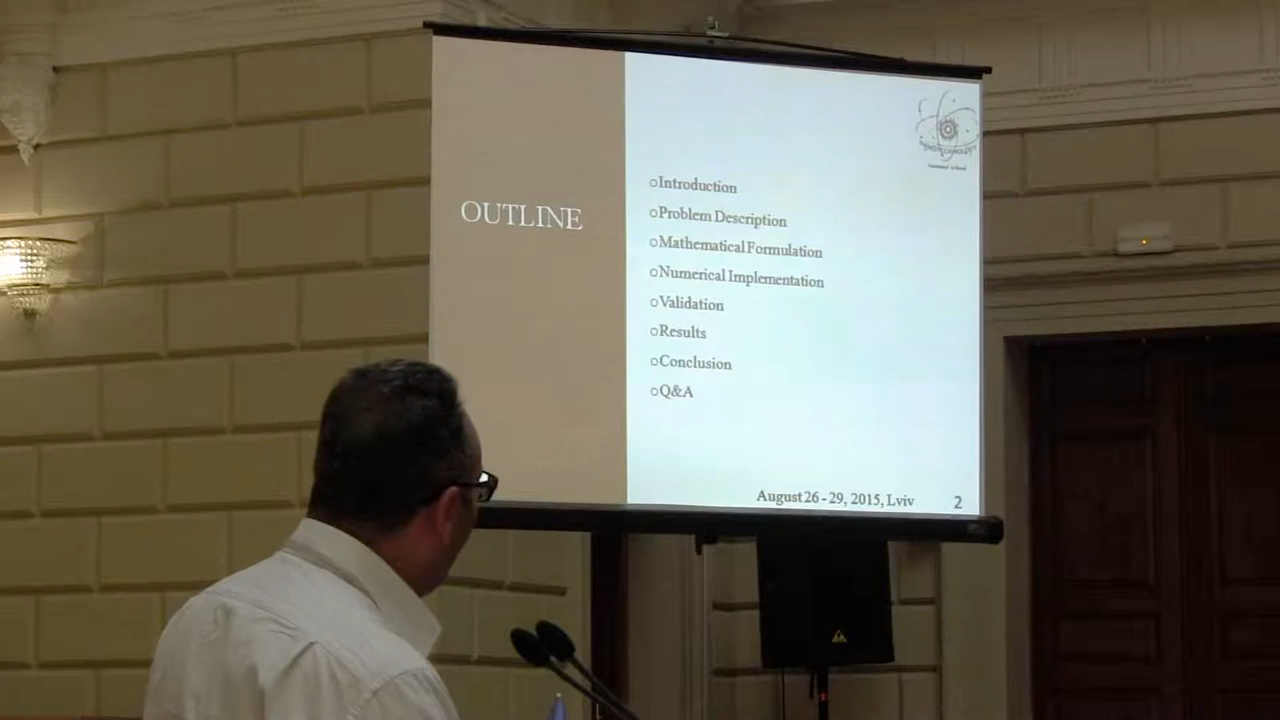 OUTLINE
○Introduction
○Problem Description
○Mathematical Formulation
○Numerical Implementation
○Validation
○Results
○Conclusion
○Q&A
August 26 - 29, 2015, Lviv 2